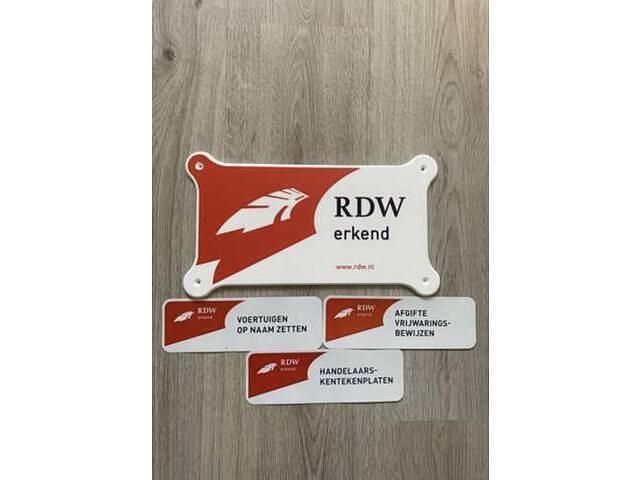 RDW
erkend
www.rdw.nl
RDW
erkend
VOERTUIGEN
OP NAAM ZETTEN
RDW
erkend
AFGIFTE
VRIJWARINGS-
BEWIJZEN
RDW
erkend
HANDELAARS-
KENTEKENPLATEN